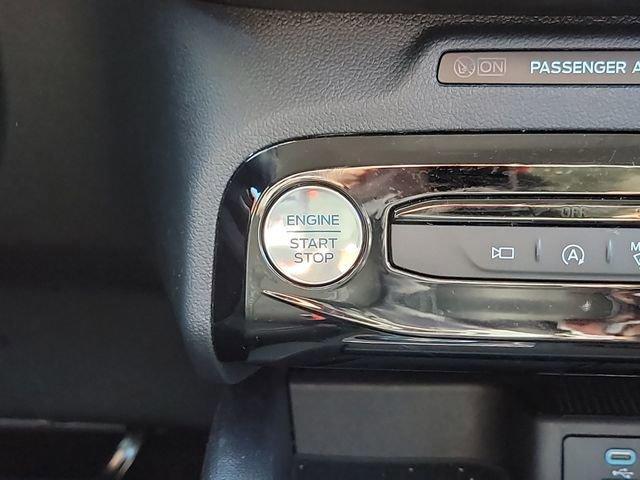 ON PASSENGER A
OFF
ENGINE
START
STOP
A
M